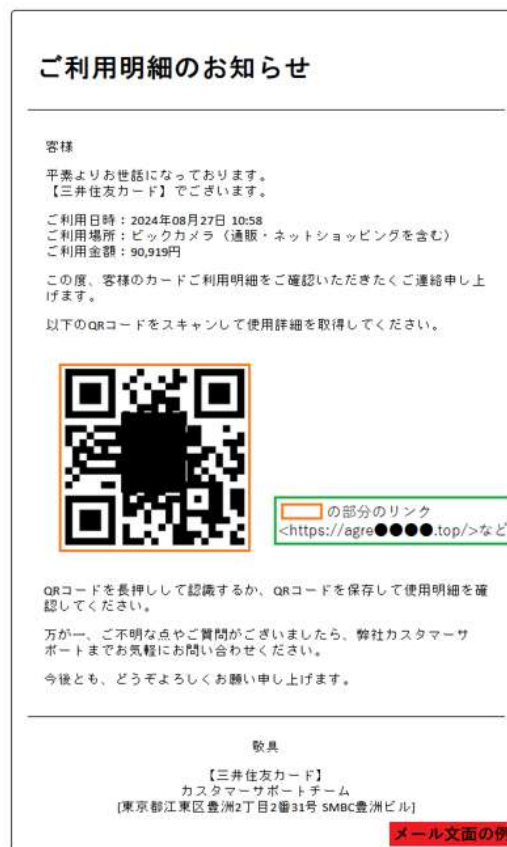 ご利用明細のお知らせ
客様
平素よりお世話になっております。
【三井住友カード】でございます。
ご利用日時：2024年08月27日 10:58
ご利用場所：ビックカメラ（通販・ネットショッピングを含む）
ご利用金額：90,919円
この度、客様のカードご利用明細をご確認いただきたくご連絡申し上
げます。
以下のQRコードをスキャンして使用詳細を取得してください。
の部分のリンク
<https://agre●●●●.top/>など
QRコードを長押しして認識するか、QRコードを保存して使用明細を確
認してください。
万が一、ご不明な点やご質問がございましたら、弊社カスタマーサ
ポートまでお気軽にお問い合わせください。
今後とも、どうぞよろしくお願い申し上げます。
敬具
【三井住友カード】
カスタマーサポートチーム
[東京都江東区豊洲2丁目2番31号 SMBC豊洲ビル]
メール文面の例